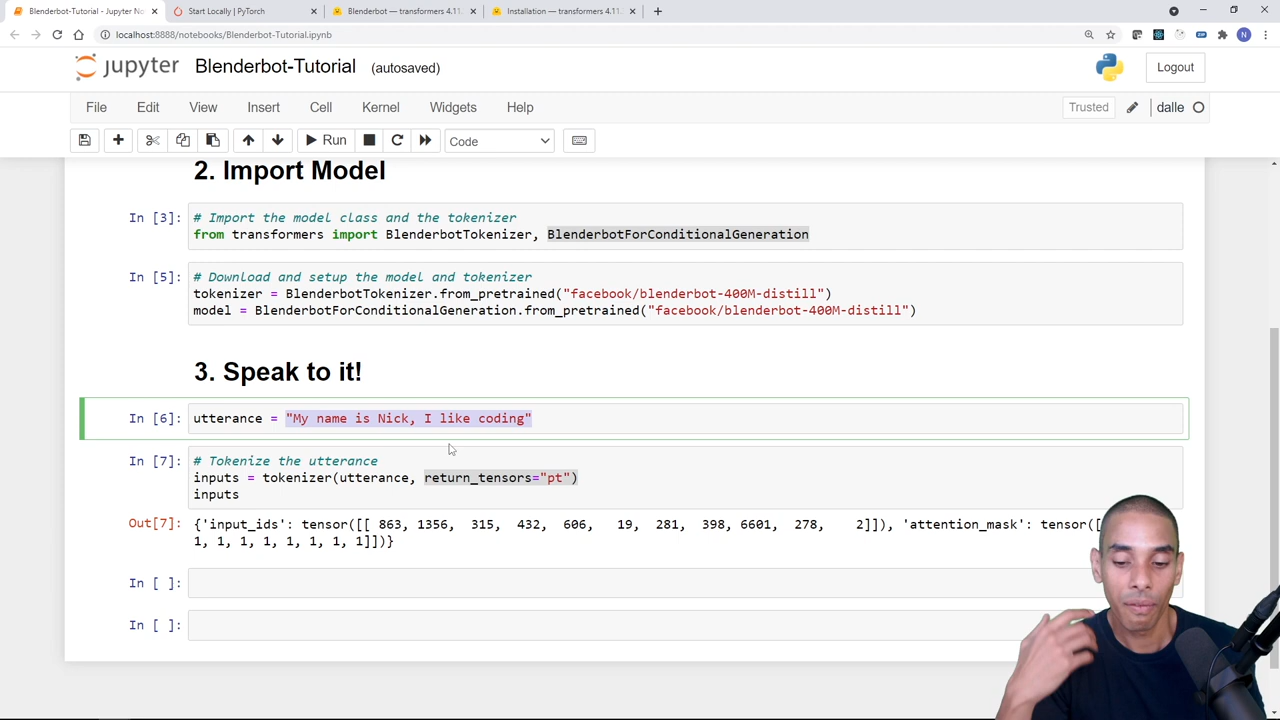 Blenderbot-Tutorial - Jupyter No
Start Locally | PyTorch
Blenderbot — transformers 4.11.
Installation — transformers 4.11.
localhost:8888/notebooks/Blenderbot-Tutorial.ipynb
N
jupyter Blenderbot-Tutorial (autosaved)
Logout
File Edit View Insert Cell Kernel Widgets Help
Trusted dalle
Run Code
2. Import Model
In [3]: # Import the model class and the tokenizer
from transformers import BlenderbotTokenizer, BlenderbotForConditionalGeneration
In [5]: # Download and setup the model and tokenizer
tokenizer = BlenderbotTokenizer.from_pretrained("facebook/blenderbot-400M-distill")
model = BlenderbotForConditionalGeneration.from_pretrained("facebook/blenderbot-400M-distill")
3. Speak to it!
In [6]: utterance = "My name is Nick, I like coding"
In [7]: # Tokenize the utterance
inputs = tokenizer(utterance, return_tensors="pt")
inputs
Out[7]: {'input_ids': tensor([[ 863, 1356, 315, 432, 606, 19, 281, 398, 6601, 278, 2]]), 'attention_mask': tensor([
1, 1, 1, 1, 1, 1, 1, 1]])}
In [ ]:
In [ ]: